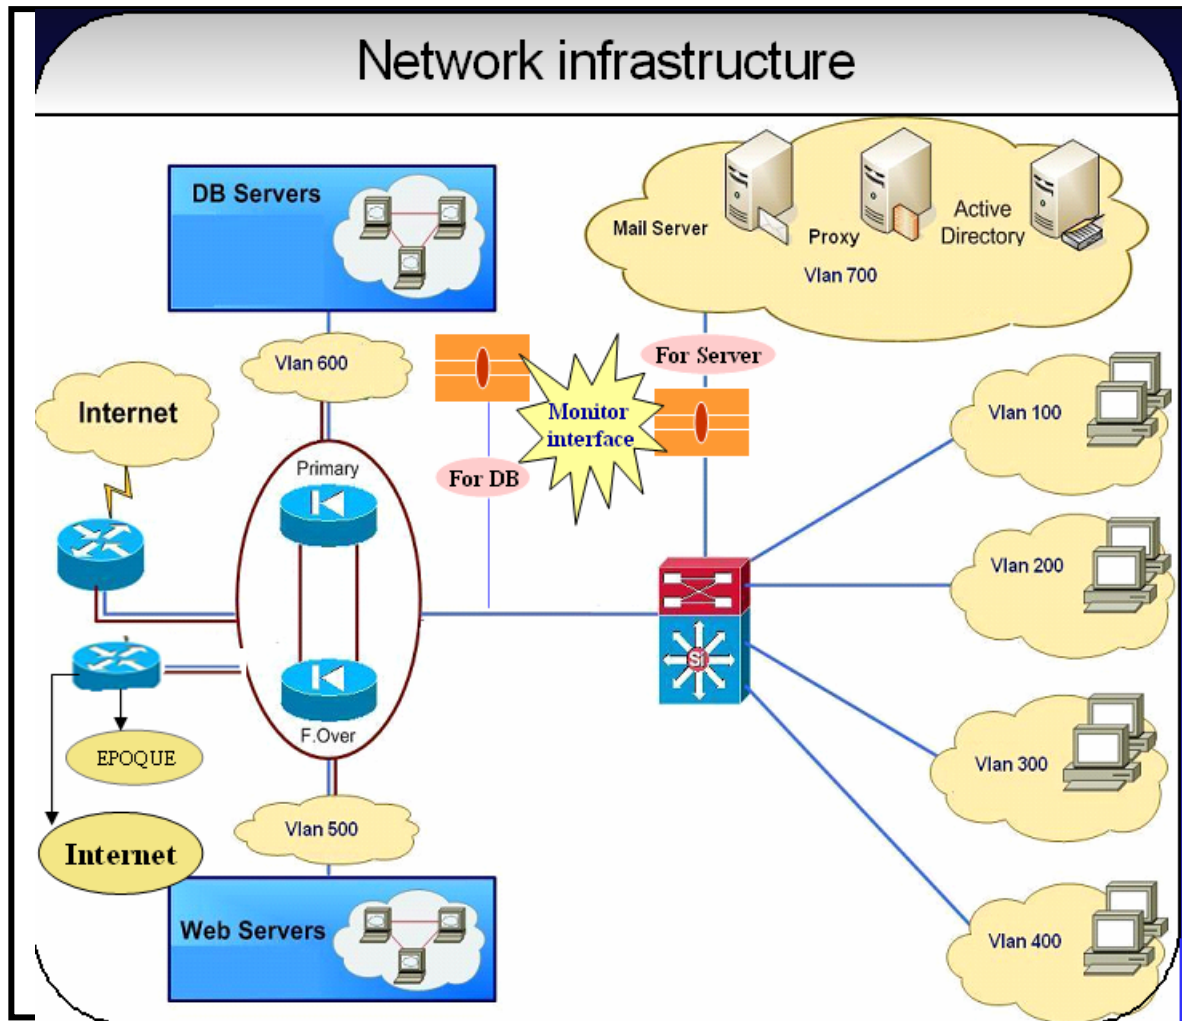 Network infrastructure
DB Servers
Mail Server
Proxy
Active
Directory
Vlan 700
Vlan 600
For Server
Internet
Monitor
interface
Vlan 100
Primary
For DB
Vlan 200
Si
F.Over
EPOQUE
Vlan 300
Vlan 500
Internet
Web Servers
Vlan 400